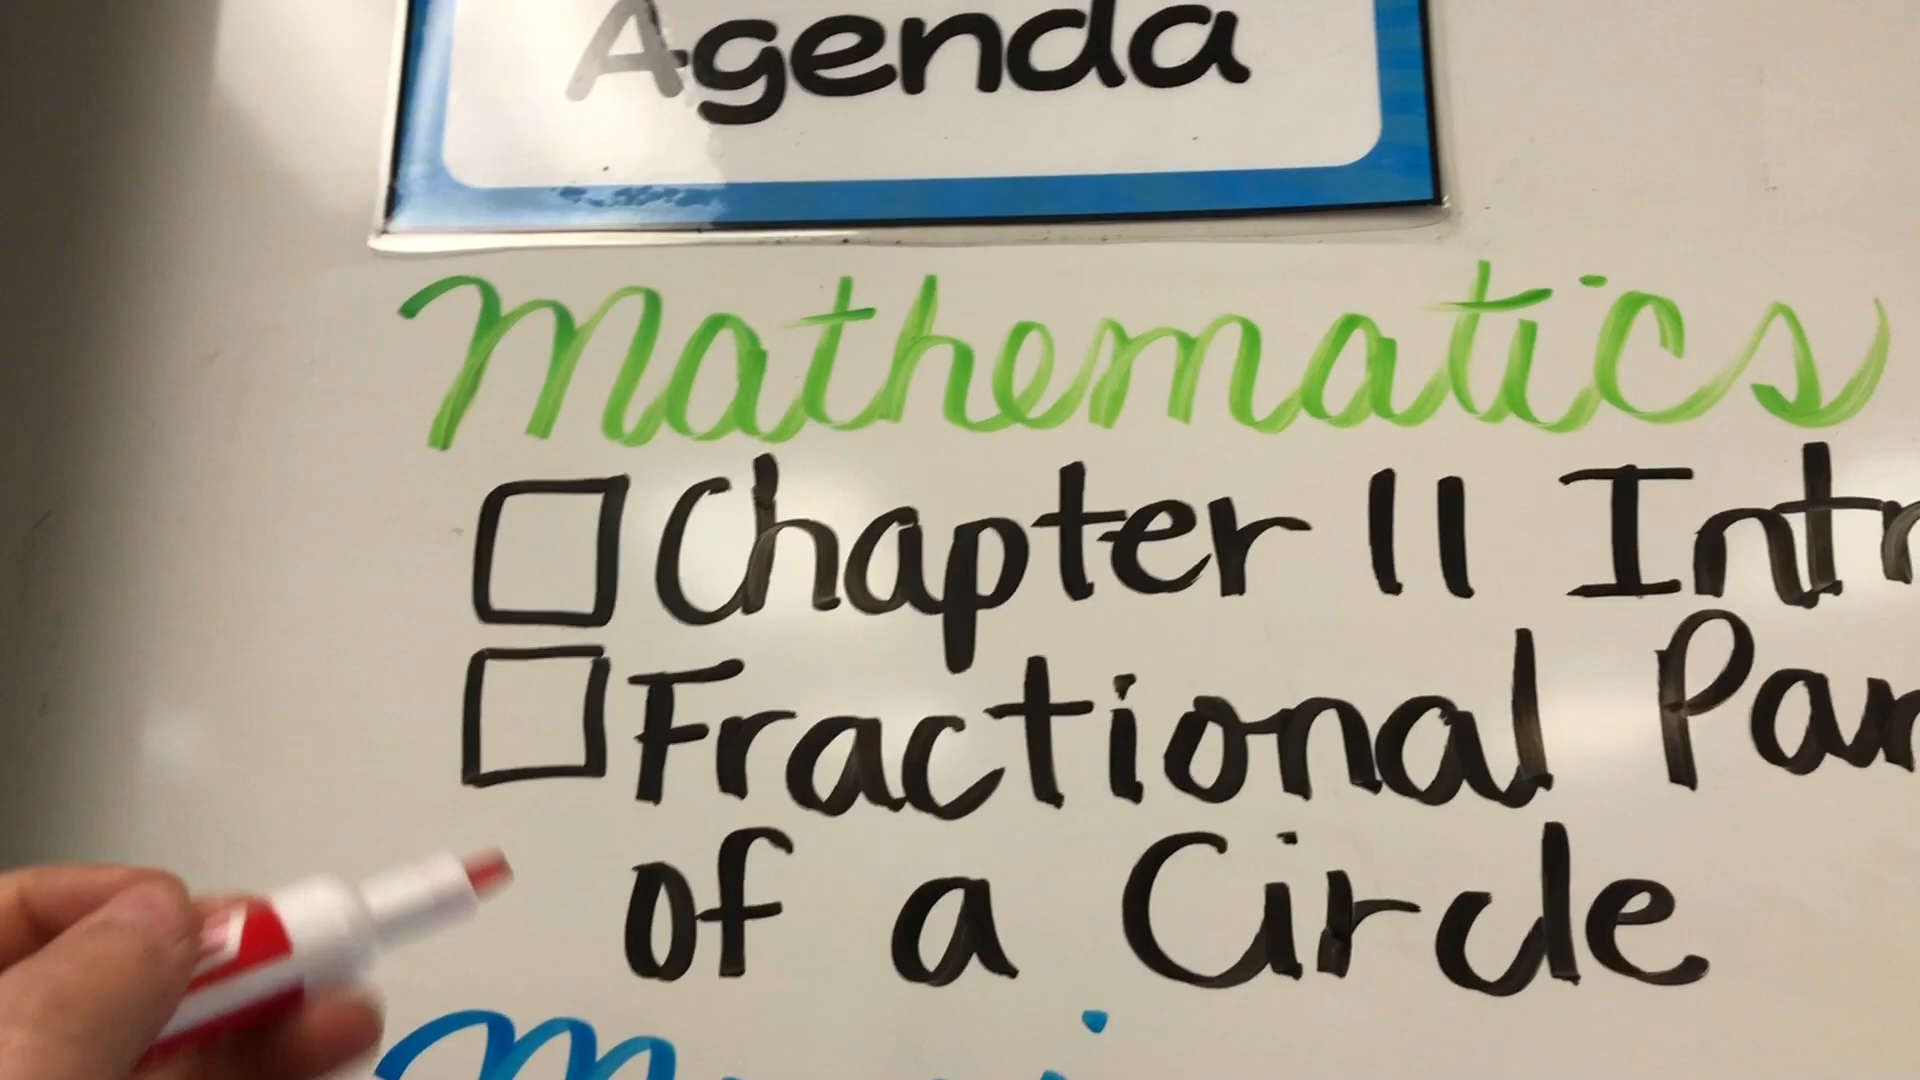 Agenda
Mathematics
Chapter 11 Intr
Fractional Par
of a Circle